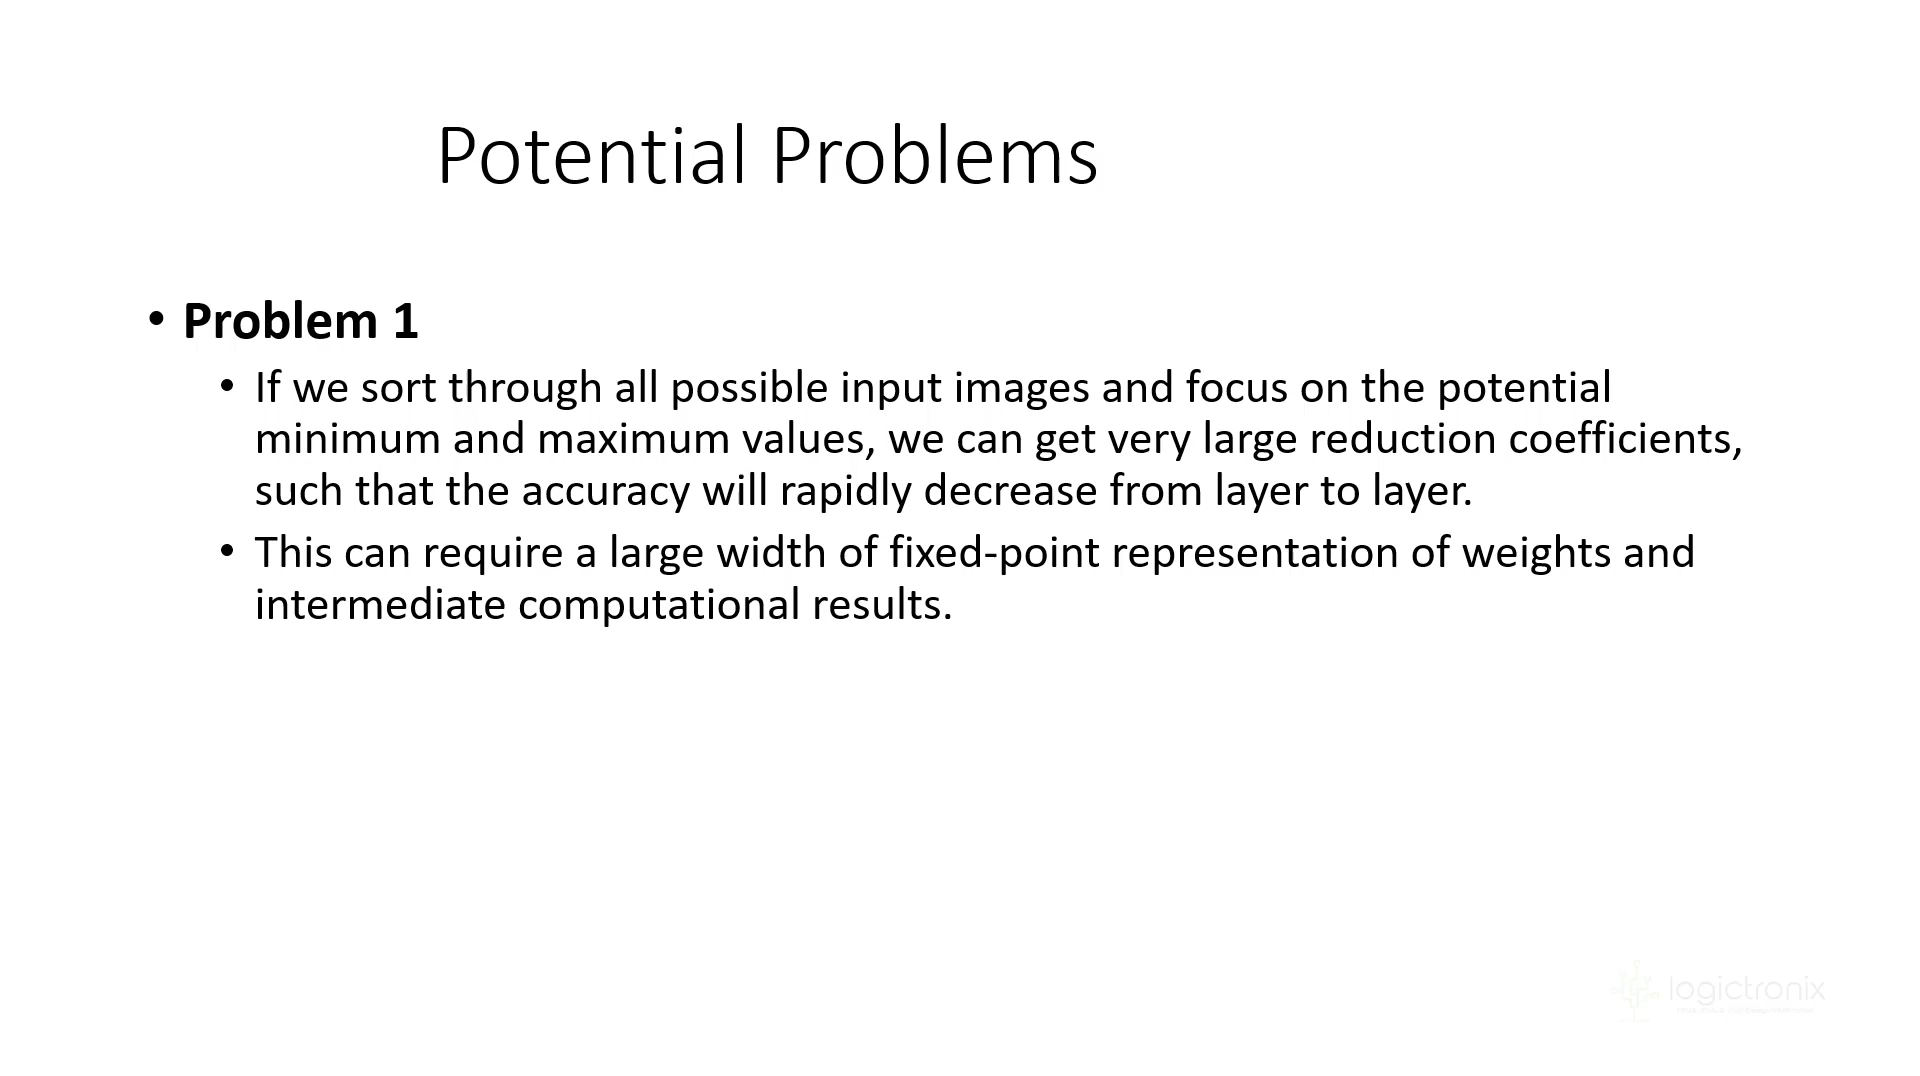 Potential Problems
• Problem 1
• If we sort through all possible input images and focus on the potential
minimum and maximum values, we can get very large reduction coefficients,
such that the accuracy will rapidly decrease from layer to layer.
• This can require a large width of fixed-point representation of weights and
intermediate computational results.
logictronix